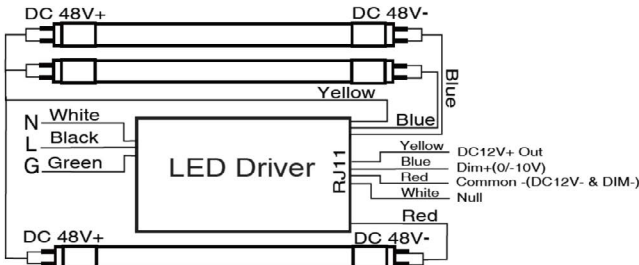 DC 48V+ DC 48V-
Blue
Yellow
Blue
N White
L Black
G Green
LED Driver
RJ11
Yellow DC12V+ Out
Blue Dim+(0/-10V)
Red Common -(DC12V- & DIM-)
White Null
Red
DC 48V+ DC 48V-